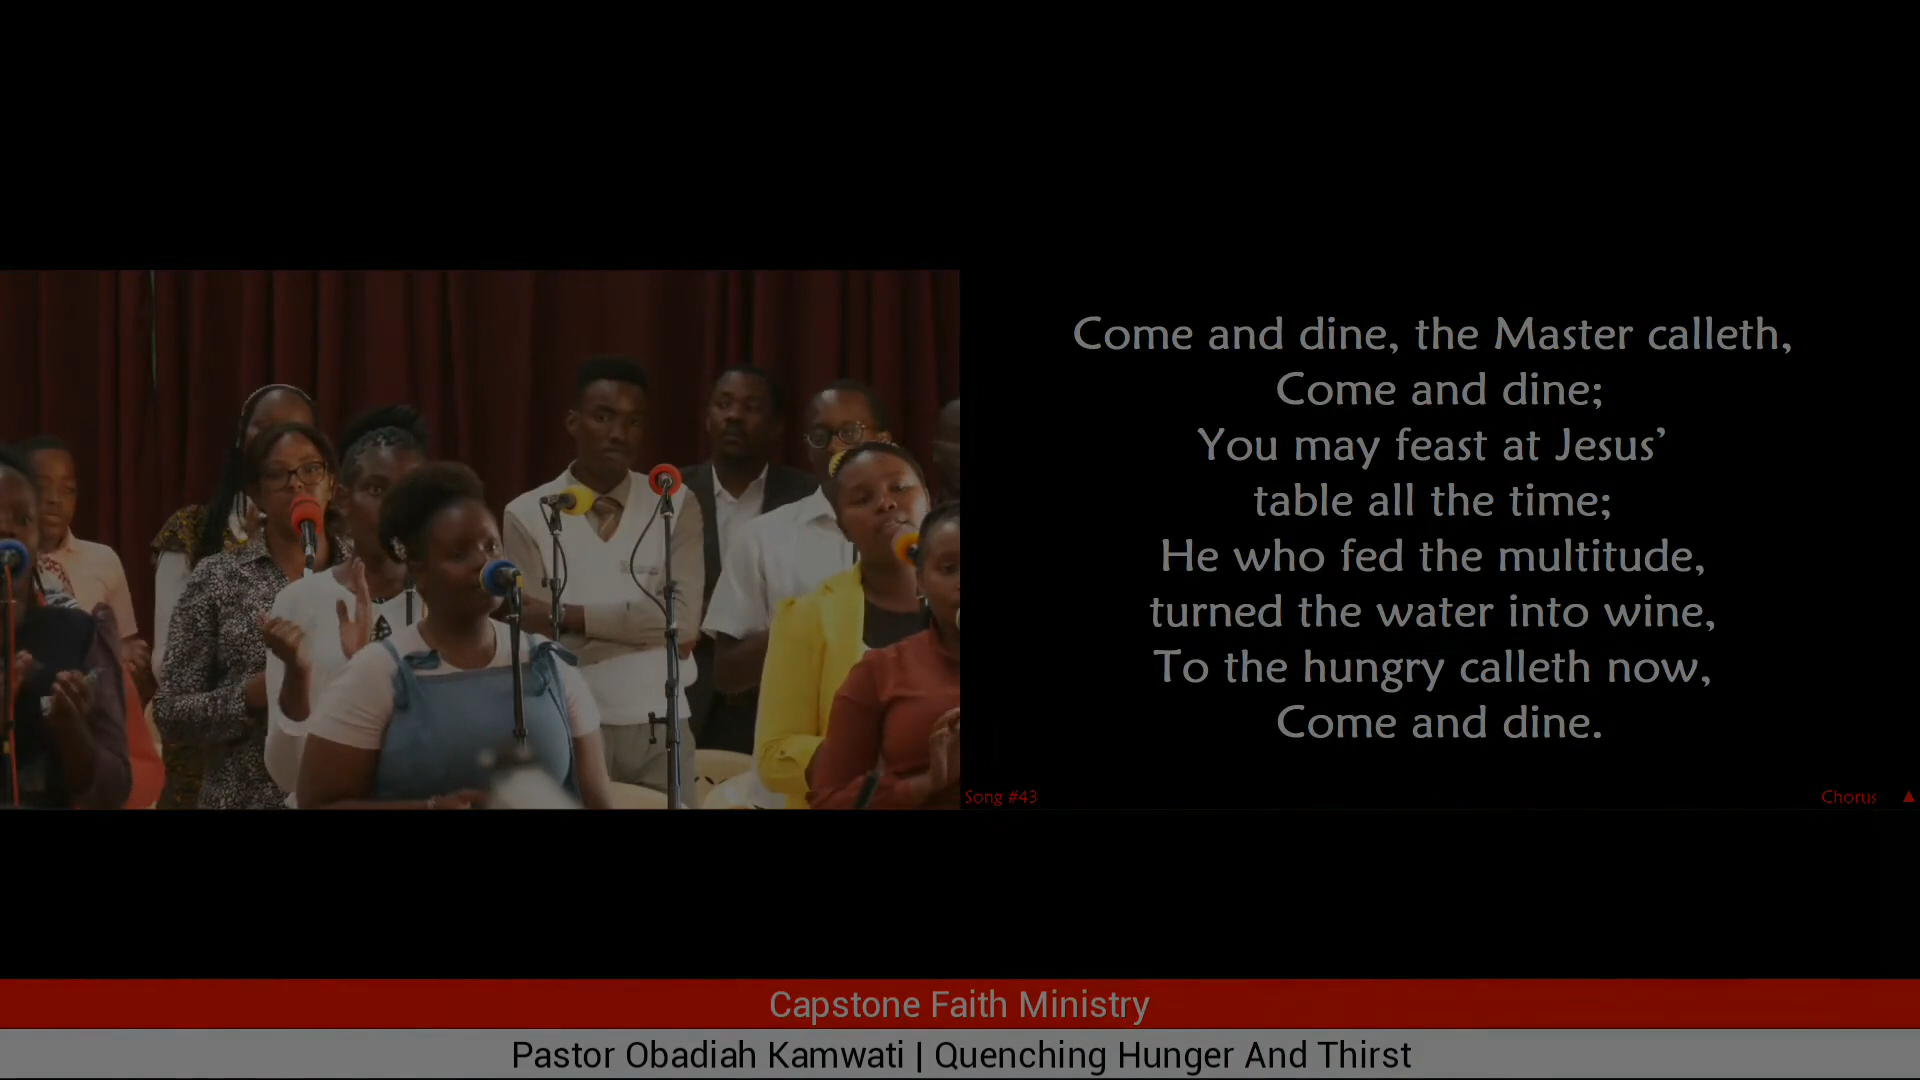 Come and dine, the Master calleth,
Come and dine;
You may feast at Jesus’
table all the time;
He who fed the multitude,
turned the water into wine,
To the hungry calleth now,
Come and dine.
Song #43
Chorus ▲
Capstone Faith Ministry
Pastor Obadiah Kamwati | Quenching Hunger And Thirst